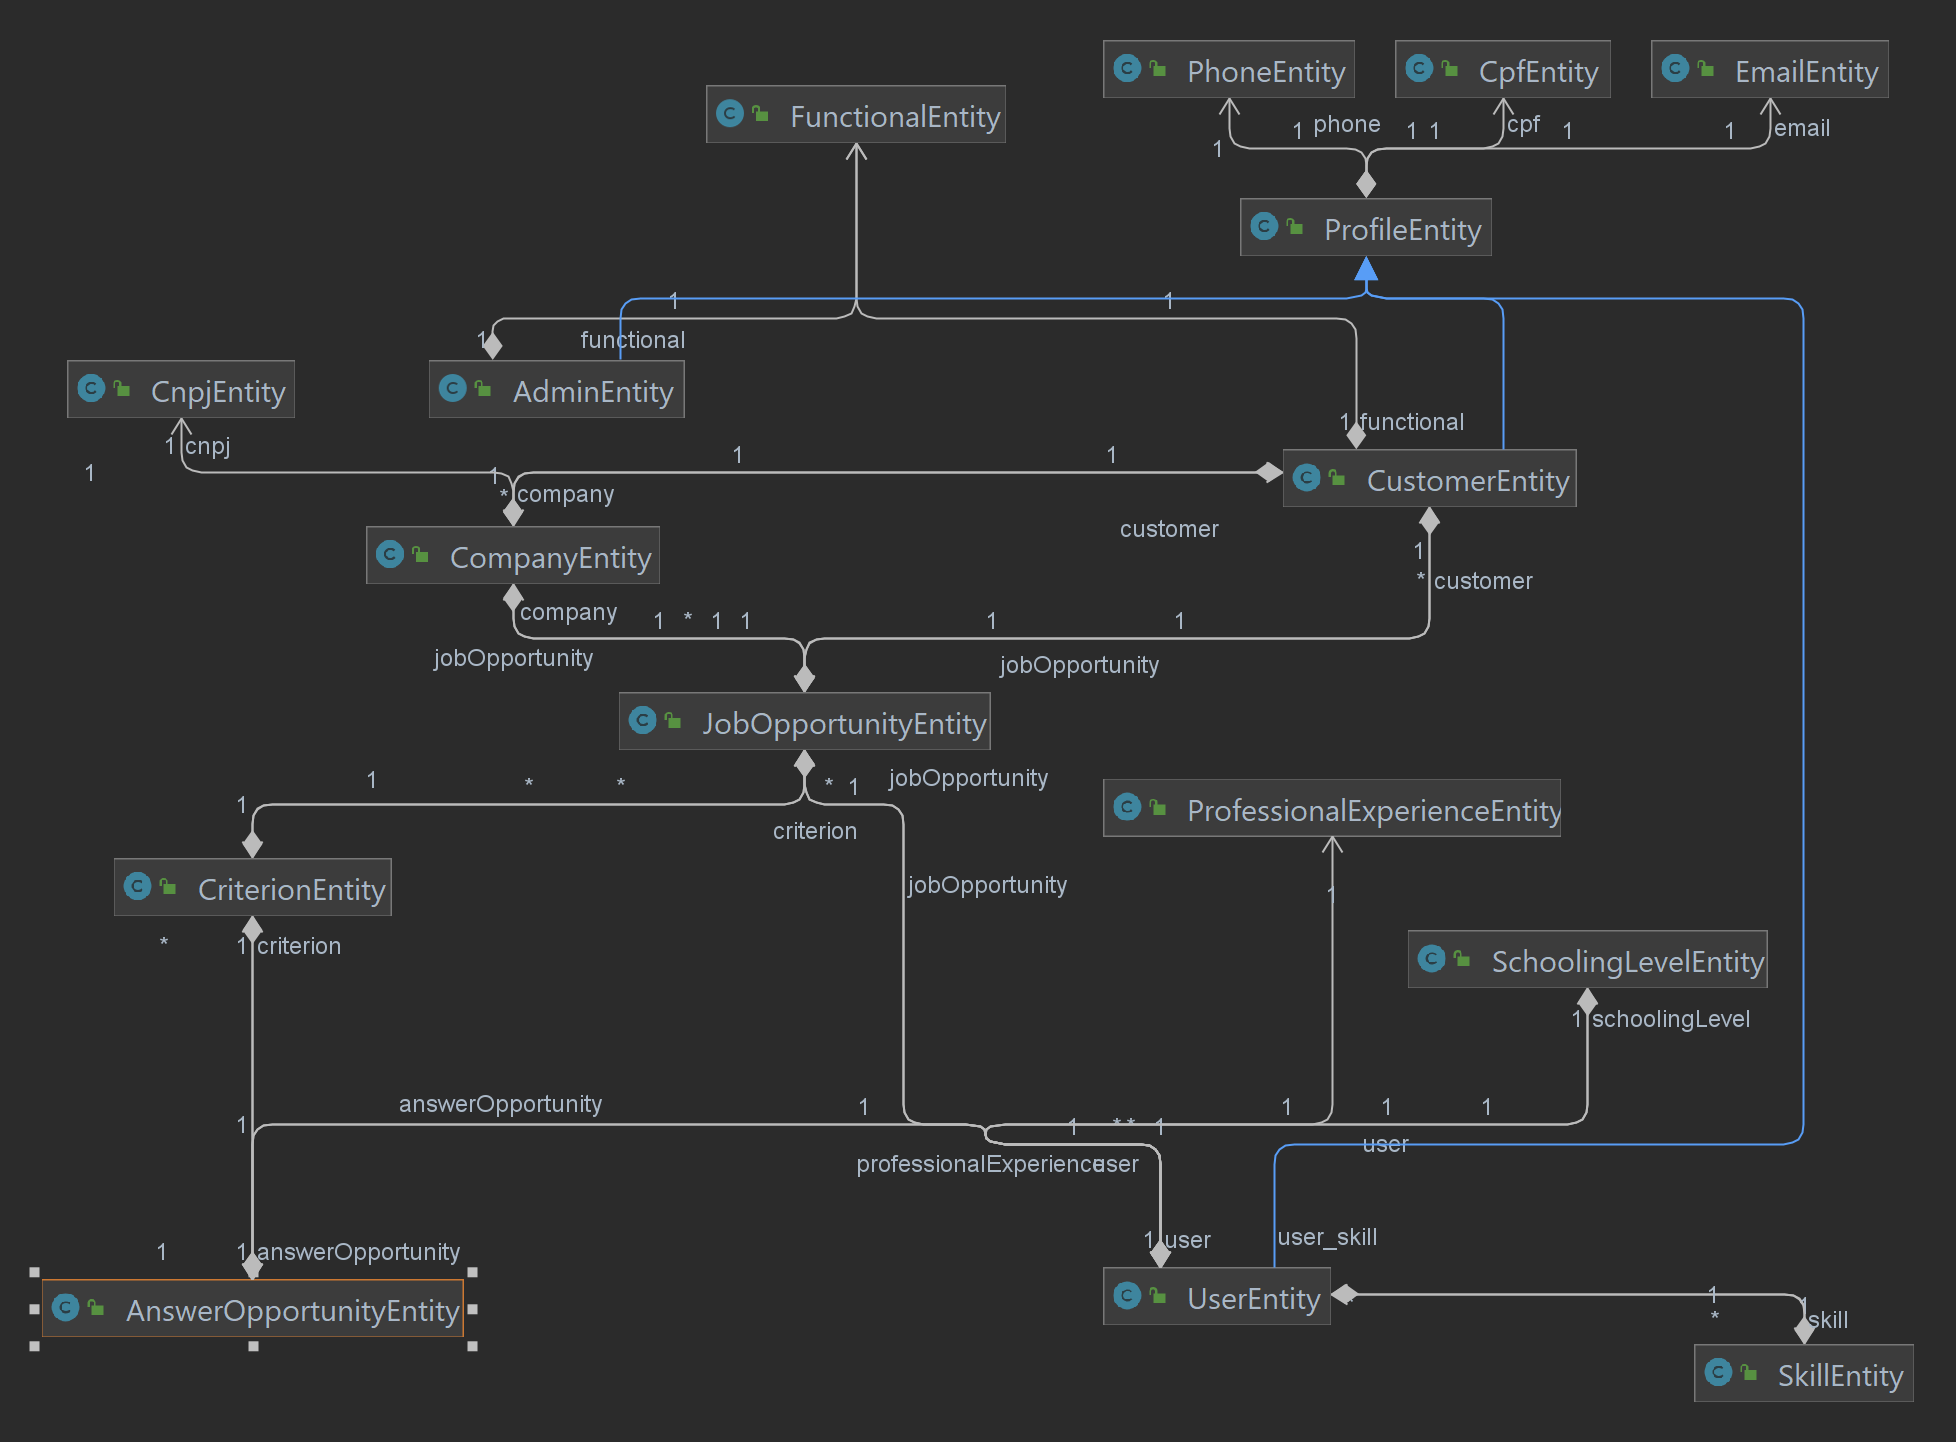 PhoneEntity
CpfEntity
EmailEntity
FunctionalEntity
1 phone 1 1 cpf 1 1 email
1
ProfileEntity
1 1
1 functional
CnpjEntity
AdminEntity
1 functional
1 cnpj
1 1 1 1
* company
CustomerEntity
customer
CompanyEntity
1
* customer
company
1 * 1 1 1 1
jobOpportunity
jobOpportunity
JobOpportunityEntity
1 * * * 1 jobOpportunity
1
criterion
ProfessionalExperienceEntity
CriterionEntity
jobOpportunity
1
* 1 criterion
SchoolingLevelEntity
1 schoolingLevel
answerOpportunity 1 1 1 1
1 1 * * 1
user
professionalExperience
user
1 user
user_skill
1 1 answerOpportunity
AnswerOpportunityEntity
UserEntity
1
* 1 skill
SkillEntity